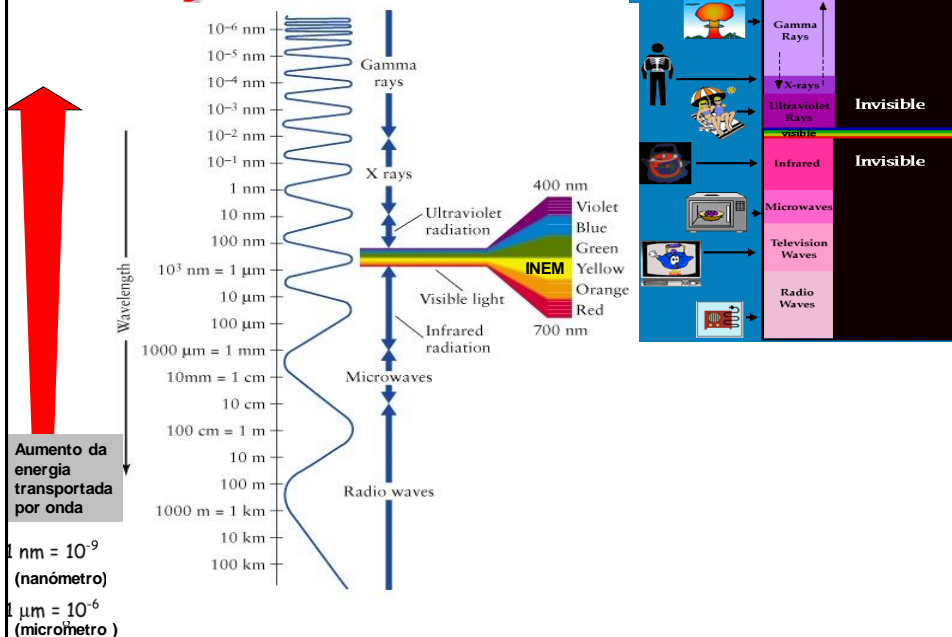 10⁻⁶ nm
10⁻⁵ nm
10⁻⁴ nm
10⁻³ nm
10⁻² nm
10⁻¹ nm
1 nm
10 nm
100 nm
10³ nm = 1 µm
10 µm
100 µm
1000 µm = 1 mm
10mm = 1 cm
10 cm
100 cm = 1 m
10 m
100 m
1000 m = 1 km
10 km
100 km
Wavelength
Gamma
rays
X rays
Ultraviolet
radiation
Visible light
Infrared
radiation
Microwaves
Radio waves
400 nm
Violet
Blue
Green
INEM
Yellow
Orange
Red
700 nm
Gamma
Rays
X-rays
Ultraviolet
Rays
Invisible
visible
Infrared
Invisible
Microwaves
Television
Waves
Radio
Waves
Aumento da
energia
transportada
por onda
1 nm = 10⁻⁹
(nanómetro)
1 µm = 10⁻⁶
(micrometro )